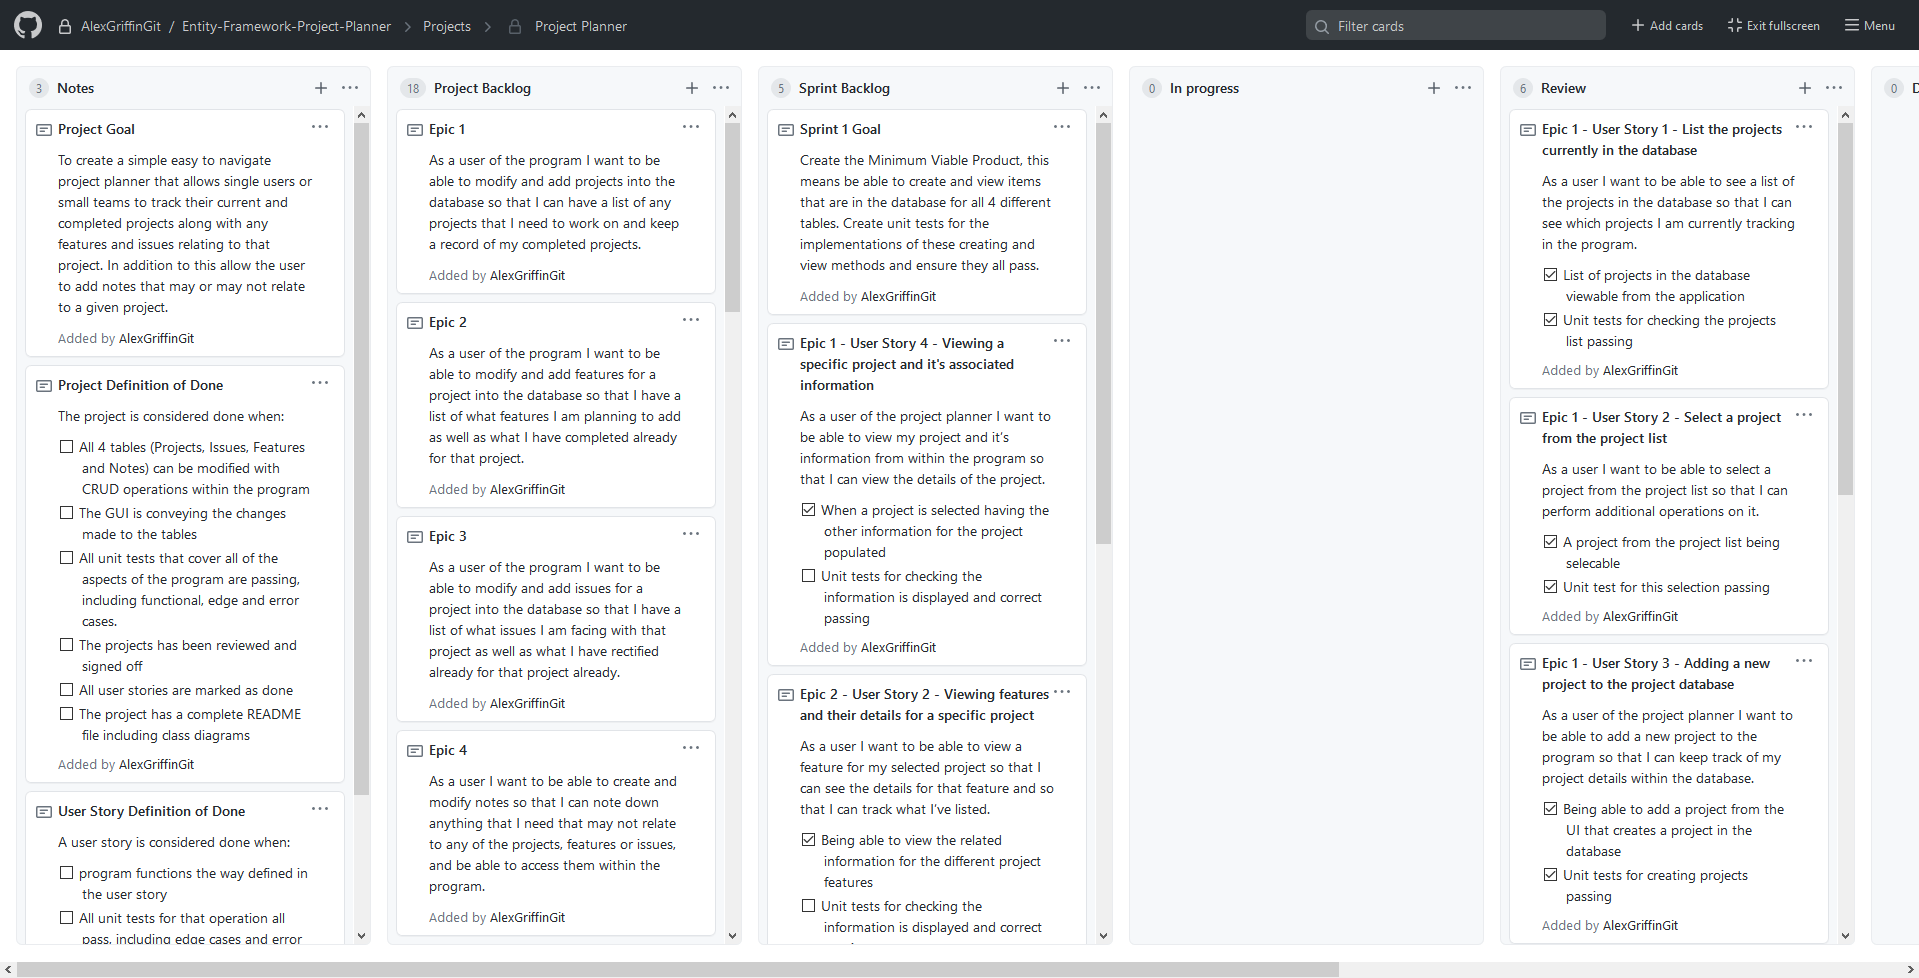 AlexGriffinGit / Entity-Framework-Project-Planner Projects Project Planner
Filter cards
Add cards
Exit fullscreen
Menu
3 Notes
Project Goal
To create a simple easy to navigate
project planner that allows single users or
small teams to track their current and
completed projects along with any
features and issues relating to that
project. In addition to this allow the user
to add notes that may or may not relate
to a given project.
Added by AlexGriffinGit
Project Definition of Done
The project is considered done when:
All 4 tables (Projects, Issues, Features
and Notes) can be modified with
CRUD operations within the program
The GUI is conveying the changes
made to the tables
All unit tests that cover all of the
aspects of the program are passing,
including functional, edge and error
cases.
The projects has been reviewed and
signed off
All user stories are marked as done
The project has a complete README
file including class diagrams
Added by AlexGriffinGit
User Story Definition of Done
A user story is considered done when:
program functions the way defined in
the user story
All unit tests for that operation all
pass, including edge cases and error
18 Project Backlog
Epic 1
As a user of the program I want to be
able to modify and add projects into the
database so that I can have a list of any
projects that I need to work on and keep
a record of my completed projects.
Added by AlexGriffinGit
Epic 2
As a user of the program I want to be
able to modify and add features for a
project into the database so that I have a
list of what features I am planning to add
as well as what I have completed already
for that project.
Added by AlexGriffinGit
Epic 3
As a user of the program I want to be
able to modify and add issues for a
project into the database so that I have a
list of what issues I am facing with that
project as well as what I have rectified
already for that project already.
Added by AlexGriffinGit
Epic 4
As a user I want to be able to create and
modify notes so that I can note down
anything that I need that may not relate
to any of the projects, features or issues,
and be able to access them within the
program.
Added by AlexGriffinGit
5 Sprint Backlog
Sprint 1 Goal
Create the Minimum Viable Product, this
means be able to create and view items
that are in the database for all 4 different
tables. Create unit tests for the
implementations of these creating and
view methods and ensure they all pass.
Added by AlexGriffinGit
Epic 1 - User Story 4 - Viewing a
specific project and it's associated
information
As a user of the project planner I want to
be able to view my project and it's
information from within the program so
that I can view the details of the project.
When a project is selected having the
other information for the project
populated
Unit tests for checking the
information is displayed and correct
passing
Added by AlexGriffinGit
Epic 2 - User Story 2 - Viewing features
and their details for a specific project
As a user I want to be able to view a
feature for my selected project so that I
can see the details for that feature and so
that I can track what I've listed.
Being able to view the related
information for the different project
features
Unit tests for checking the
information is displayed and correct
0 In progress
6 Review
Epic 1 - User Story 1 - List the projects
currently in the database
As a user I want to be able to see a list of
the projects in the database so that I can
see which projects I am currently tracking
in the program.
List of projects in the database
viewable from the application
Unit tests for checking the projects
list passing
Added by AlexGriffinGit
Epic 1 - User Story 2 - Select a project
from the project list
As a user I want to be able to select a
project from the project list so that I can
perform additional operations on it.
A project from the project list being
selecable
Unit test for this selection passing
Added by AlexGriffinGit
Epic 1 - User Story 3 - Adding a new
project to the project database
As a user of the project planner I want to
be able to add a new project to the
program so that I can keep track of my
project details within the database.
Being able to add a project from the
UI that creates a project in the
database
Unit tests for creating projects
passing
Added by AlexGriffinGit
0